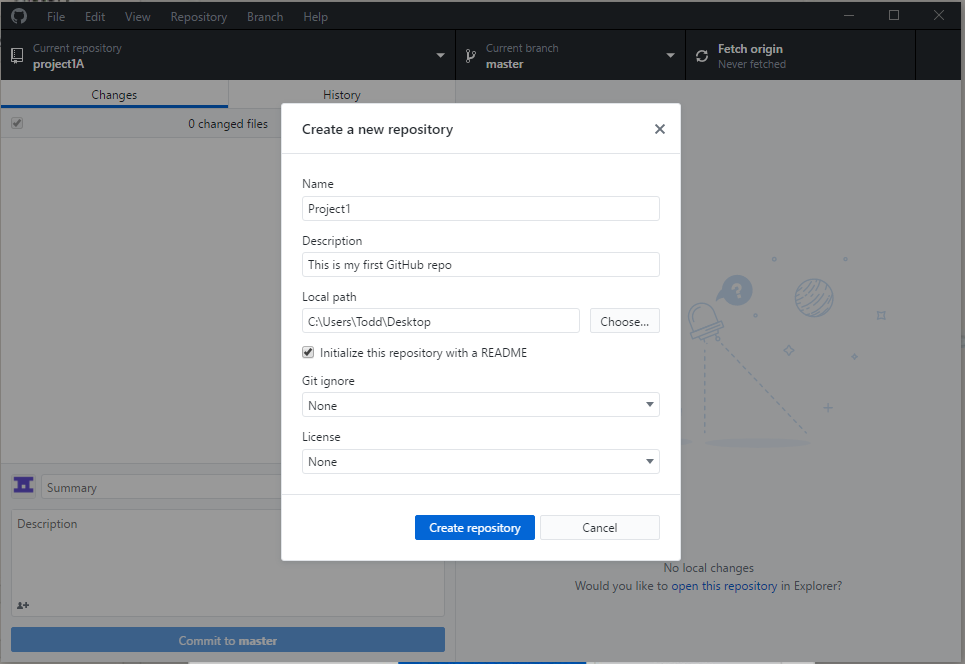 File Edit View Repository Branch Help
Current repository
project1A
Current branch
master
Fetch origin
Never fetched
Changes
History
0 changed files
Create a new repository
Name
Project1
Description
This is my first GitHub repo
Local path
C:\Users\Todd\Desktop
Choose...
Initialize this repository with a README
Git ignore
None
License
None
Create repository
Cancel
Summary
Description
Commit to master
?
No local changes
Would you like to open this repository in Explorer?